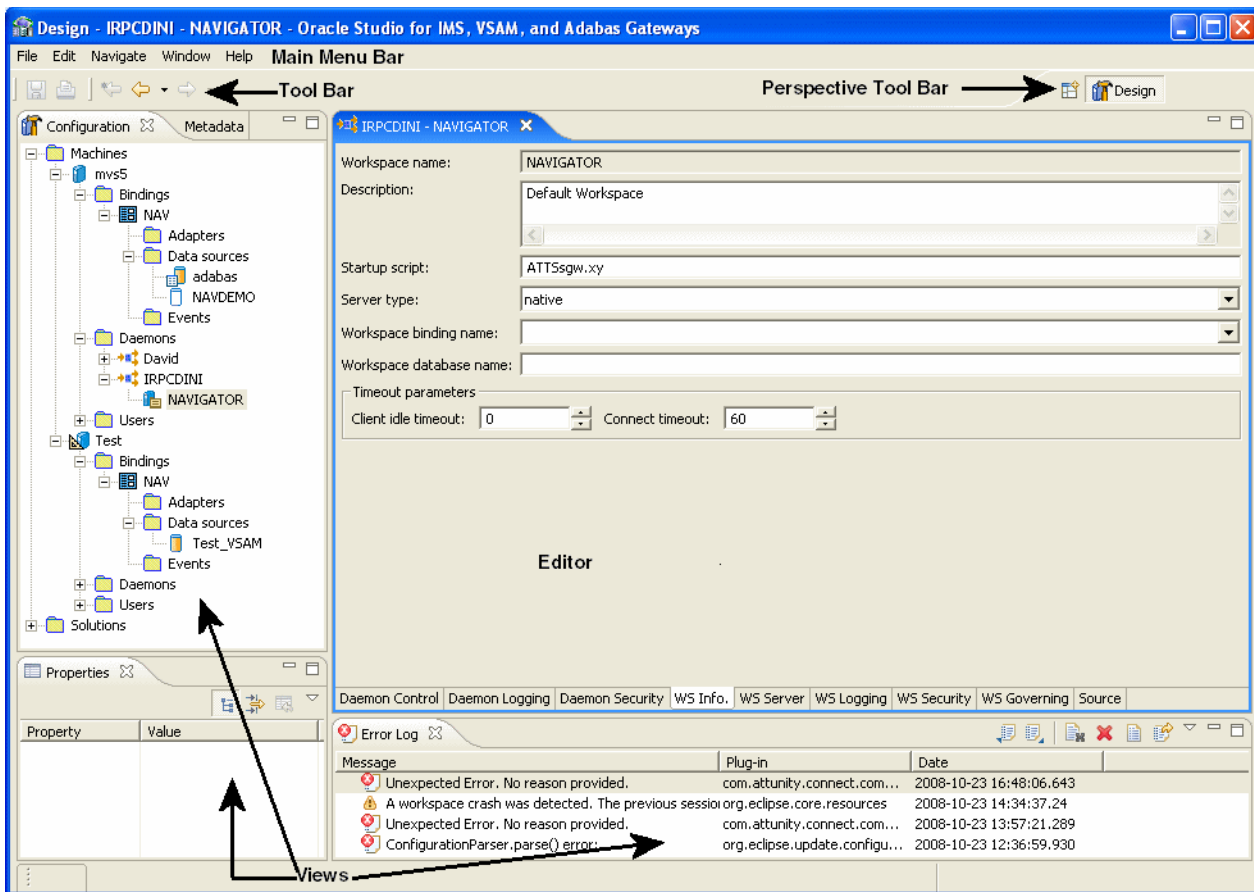 Design - IRPCDINI - NAVIGATOR - Oracle Studio for IMS, VSAM, and Adabas Gateways
File Edit Navigate Window Help Main Menu Bar
Tool Bar
Perspective Tool Bar
Design
Configuration
Metadata
Machines
mvs5
Bindings
NAV
Adapters
Data sources
adabas
NAVDEMO
Events
Daemons
David
IRPCDINI
NAVIGATOR
Users
Test
Bindings
NAV
Adapters
Data sources
Test_VSAM
Events
Daemons
Users
Solutions
IRPCDINI - NAVIGATOR
Workspace name: NAVIGATOR
Description: Default Workspace
Startup script: ATTSsgw.xy
Server type: native
Workspace binding name:
Workspace database name:
Timeout parameters
Client idle timeout: 0 Connect timeout: 60
Editor
Daemon Control Daemon Logging Daemon Security WS Info. WS Server WS Logging WS Security WS Governing Source
Properties
Property Value
Error Log
Message Plug-in Date
Unexpected Error. No reason provided. com.attunity.connect.com... 2008-10-23 16:48:06.643
A workspace crash was detected. The previous session org.eclipse.core.resources 2008-10-23 14:34:37.24
Unexpected Error. No reason provided. com.attunity.connect.com... 2008-10-23 13:57:21.289
ConfigurationParser.parse() error: org.eclipse.update.configu... 2008-10-23 12:36:59.930
Views